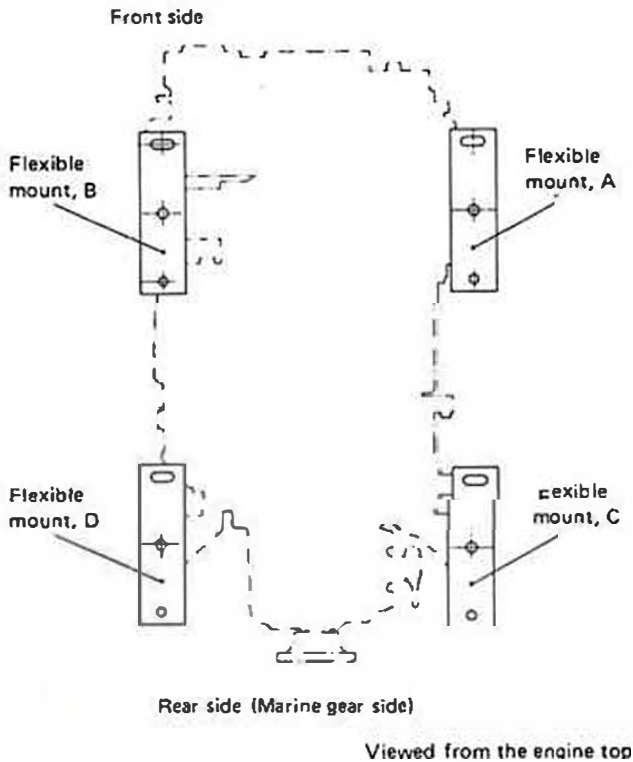 Front side
Flexible
mount, B
Flexible
mount, A
Flexible
mount, D
Fexible
mount, C
Rear side (Marine gear side)
Viewed from the engine top